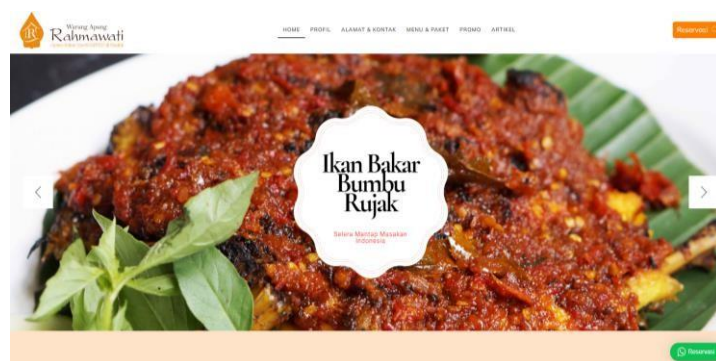 Warung Apung
Rahmawati
HOME PROFIL ALAMAT & KONTAK MENU & PAKET PROMO ARTIKEL
Reservasi
Ikan Bakar
Bumbu
Rujak
Selera Mantap Masakan
Indonesia
Reservasi